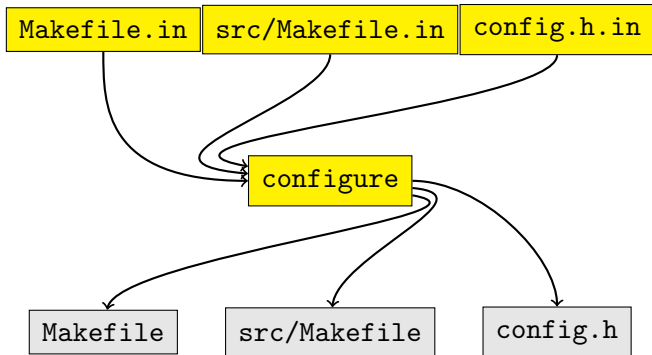 Makefile.in
src/Makefile.in
config.h.in
configure
Makefile
src/Makefile
config.h